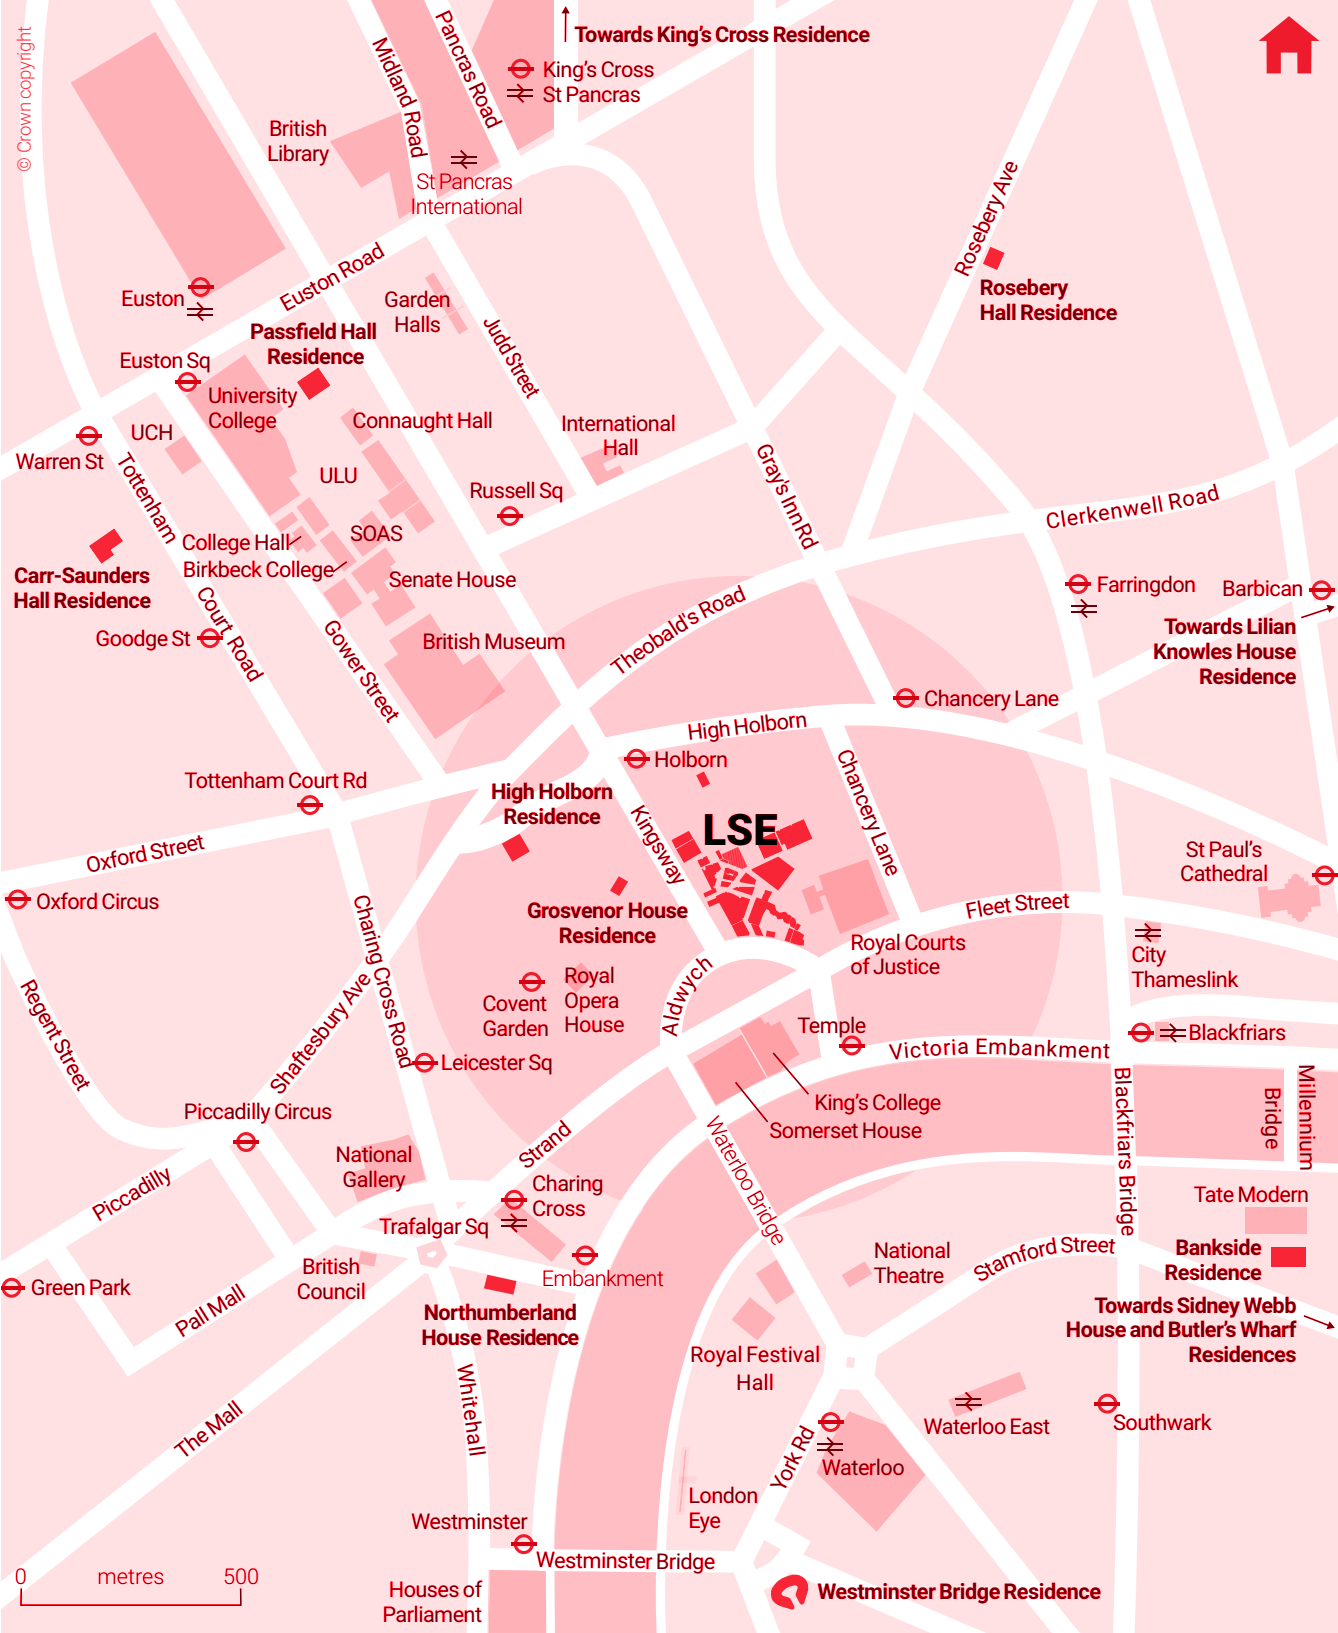 © Crown copyright
Towards King's Cross Residence
King's Cross
St Pancras
Pancras Road
Midland Road
British
Library
St Pancras
International
Rosebery Ave
Rosebery
Hall Residence
Euston Road
Euston
Garden
Halls
Passfield Hall
Residence
Judd Street
Euston Sq
University
College
Connaught Hall
International
Hall
UCH
Warren St
Tottenham
Court Road
ULU
Russell Sq
Gray's Inn Rd
Clerkenwell Road
College Hall
SOAS
Birkbeck College
Senate House
Carr-Saunders
Hall Residence
Farringdon
Barbican
Towards Lilian
Knowles House
Residence
Goodge St
Gower Street
British Museum
Theobald's Road
Chancery Lane
High Holborn
Holborn
Tottenham Court Rd
High Holborn
Residence
Kingsway
LSE
Chancery Lane
Oxford Street
Oxford Circus
St Paul's
Cathedral
Charing Cross Road
Grosvenor House
Residence
Fleet Street
Royal Courts
of Justice
City
Thameslink
Regent Street
Shaftesbury Ave
Covent
Garden
Royal
Opera
House
Aldwych
Temple
Victoria Embankment
Blackfriars
Leicester Sq
King's College
Somerset House
Blackfriars Bridge
Millennium
Bridge
Piccadilly Circus
National
Gallery
Strand
Waterloo Bridge
Piccadilly
Charing
Cross
Trafalgar Sq
Tate Modern
Bankside
Residence
Stamford Street
National
Theatre
British
Council
Embankment
Green Park
Pall Mall
Northumberland
House Residence
Towards Sidney Webb
House and Butler's Wharf
Residences
Royal Festival
Hall
The Mall
Whitehall
Waterloo East
Southwark
York Rd
Waterloo
London
Eye
Westminster
Westminster Bridge
0 metres 500
Houses of
Parliament
Westminster Bridge Residence